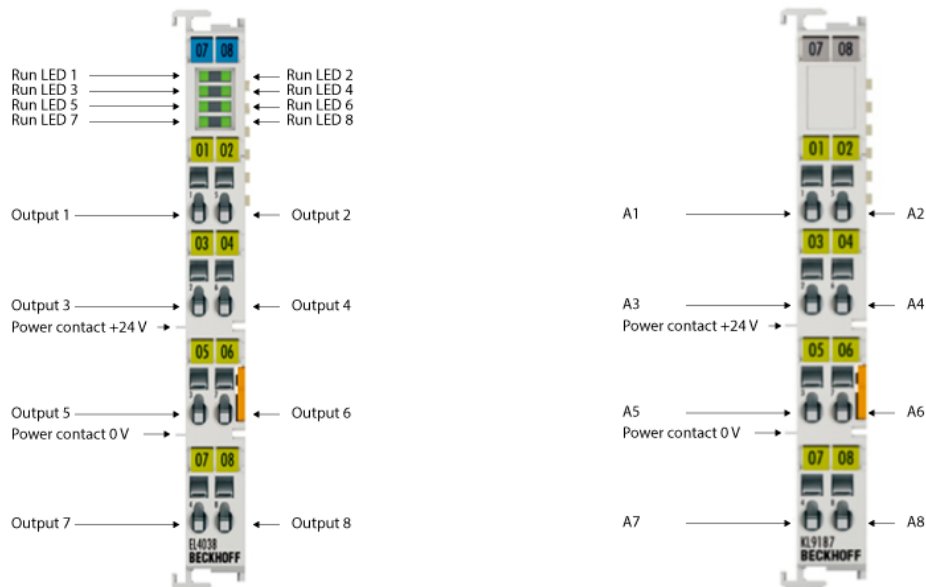 07 08
Run LED 1
Run LED 2
Run LED 3
Run LED 4
Run LED 5
Run LED 6
Run LED 7
Run LED 8
01 02
Output 1
Output 2
03 04
Output 3
Output 4
Power contact +24 V
05 06
Output 5
Output 6
Power contact 0 V
07 08
Output 7
Output 8
EL4038
BECKHOFF
07 08
01 02
A1
A2
03 04
A3
A4
Power contact +24 V
05 06
A5
A6
Power contact 0 V
07 08
A7
A8
KL9187
BECKHOFF